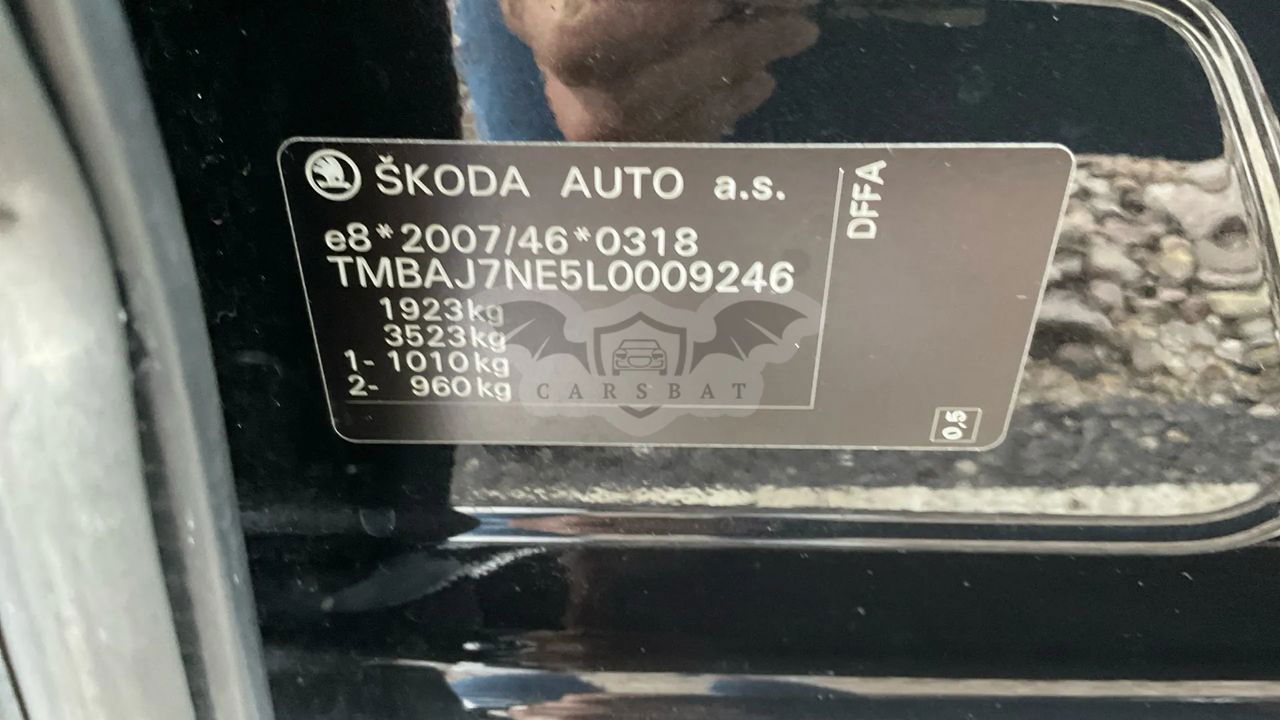 ŠKODA AUTO a.s.
e8*2007/46*0318
TMBAJ7NE5L0009246
1923kg
3523kg
1- 1010kg
2- 960kg
DFFA
0,5
CARSBAT